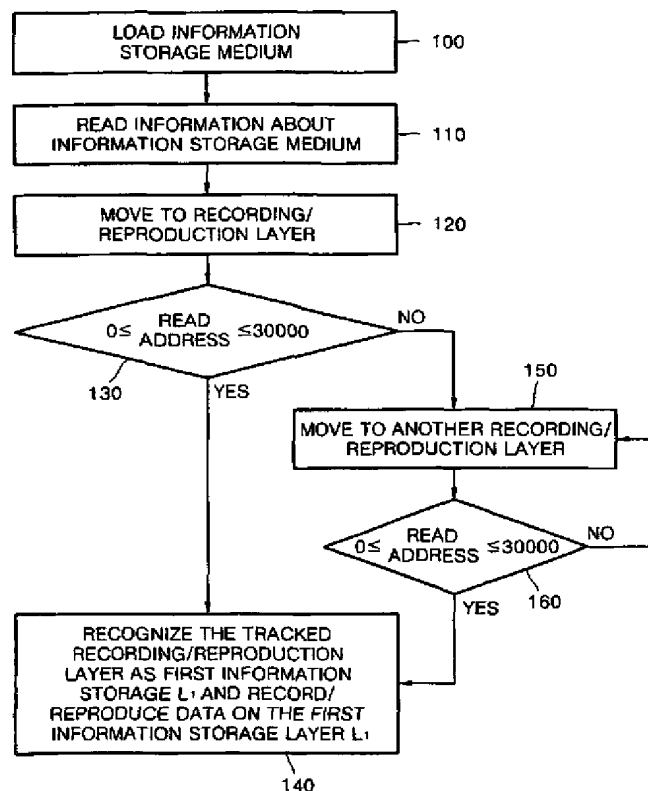 LOAD INFORMATION
STORAGE MEDIUM
100
READ INFORMATION ABOUT
INFORMATION STORAGE MEDIUM
110
MOVE TO RECORDING/
REPRODUCTION LAYER
120
0≤ READ ADDRESS ≤30000
NO
130
YES
150
MOVE TO ANOTHER RECORDING/
REPRODUCTION LAYER
0≤ READ ADDRESS ≤30000
NO
160
YES
RECOGNIZE THE TRACKED
RECORDING/REPRODUCTION
LAYER AS FIRST INFORMATION
STORAGE L1 AND RECORD/
REPRODUCE DATA ON THE FIRST
INFORMATION STORAGE LAYER L1
140